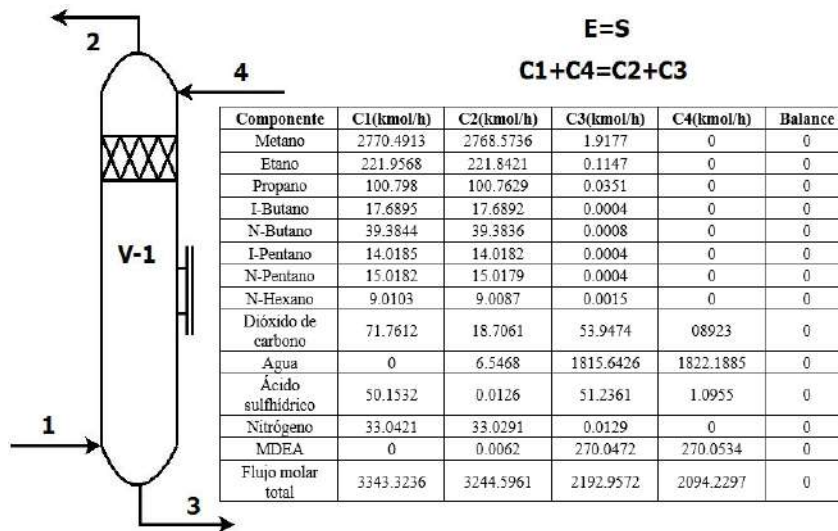 2
4
V-1
1
3
E=S
C1+C4=C2+C3
Componente C1(kmol/h) C2(kmol/h) C3(kmol/h) C4(kmol/h) Balance
Metano 2770.4913 2768.5736 1.9177 0 0
Etano 221.9568 221.8421 0.1147 0 0
Propano 100.798 100.7629 0.0351 0 0
I-Butano 17.6895 17.6892 0.0004 0 0
N-Butano 39.3844 39.3836 0.0008 0 0
I-Pentano 14.0185 14.0182 0.0004 0 0
N-Pentano 15.0182 15.0179 0.0004 0 0
N-Hexano 9.0103 9.0087 0.0015 0 0
Dióxido de
carbono 71.7612 18.7061 53.9474 08923 0
Agua 0 6.5468 1815.6426 1822.1885 0
Ácido
sulfhídrico 50.1532 0.0126 51.2361 1.0955 0
Nitrógeno 33.0421 33.0291 0.0129 0 0
MDEA 0 0.0062 270.0472 270.0534 0
Flujo molar
total 3343.3236 3244.5961 2192.9572 2094.2297 0